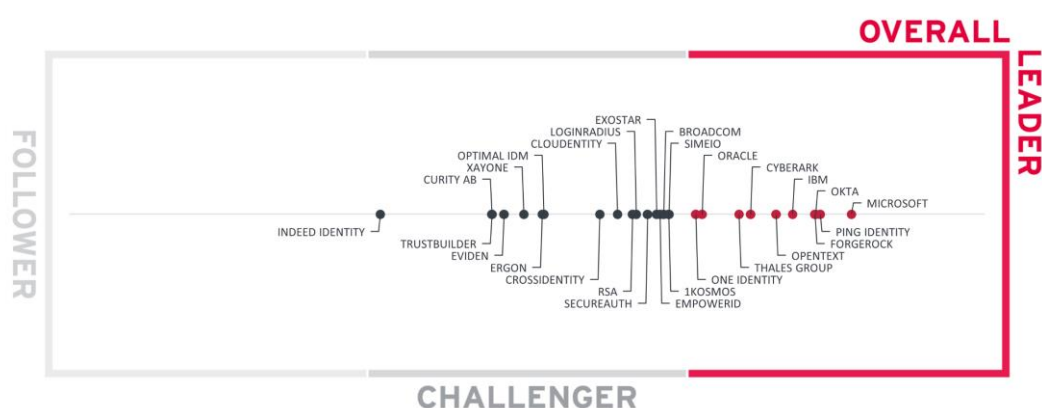 OVERALL
LEADER
FOLLOWER
EXOSTAR
LOGINRADIUS
BROADCOM
CLOUDENTITY
SIMEIO
OPTIMAL IDM
ORACLE
XAYONE
CYBERARK
CURITY AB
IBM
OKTA
MICROSOFT
INDEED IDENTITY
PING IDENTITY
TRUSTBUILDER
FORGEROCK
EVIDEN
OPENTEXT
ERGON
THALES GROUP
CROSSIDENTITY
ONE IDENTITY
RSA
1KOSMOS
SECUREAUTH
EMPOWERID
CHALLENGER